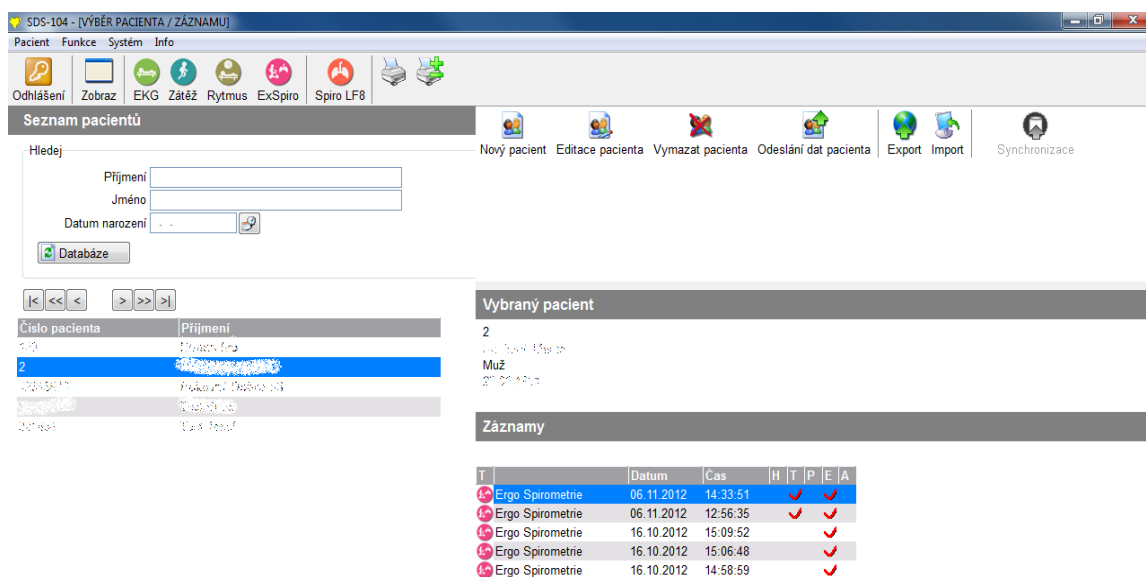 SDS-104 - [VÝBĚR PACIENTA / ZÁZNAMU]
Pacient Funkce Systém Info
Odhlášení Zobraz EKG Zátěž Rytmus ExSpiro Spiro LF8
Seznam pacientů
Nový pacient Editace pacienta Vymazat pacienta Odeslání dat pacienta Export Import Synchronizace
Hledej
Příjmení
Jméno
Datum narození . .
Databáze
|< << < > >> >|
Číslo pacienta Příjmení
2
Vybraný pacient
2
Muž
Záznamy
T Datum Čas H T P E A
Ergo Spirometrie 06.11.2012 14:33:51
Ergo Spirometrie 06.11.2012 12:56:35
Ergo Spirometrie 16.10.2012 15:09:52
Ergo Spirometrie 16.10.2012 15:06:48
Ergo Spirometrie 16.10.2012 14:58:59